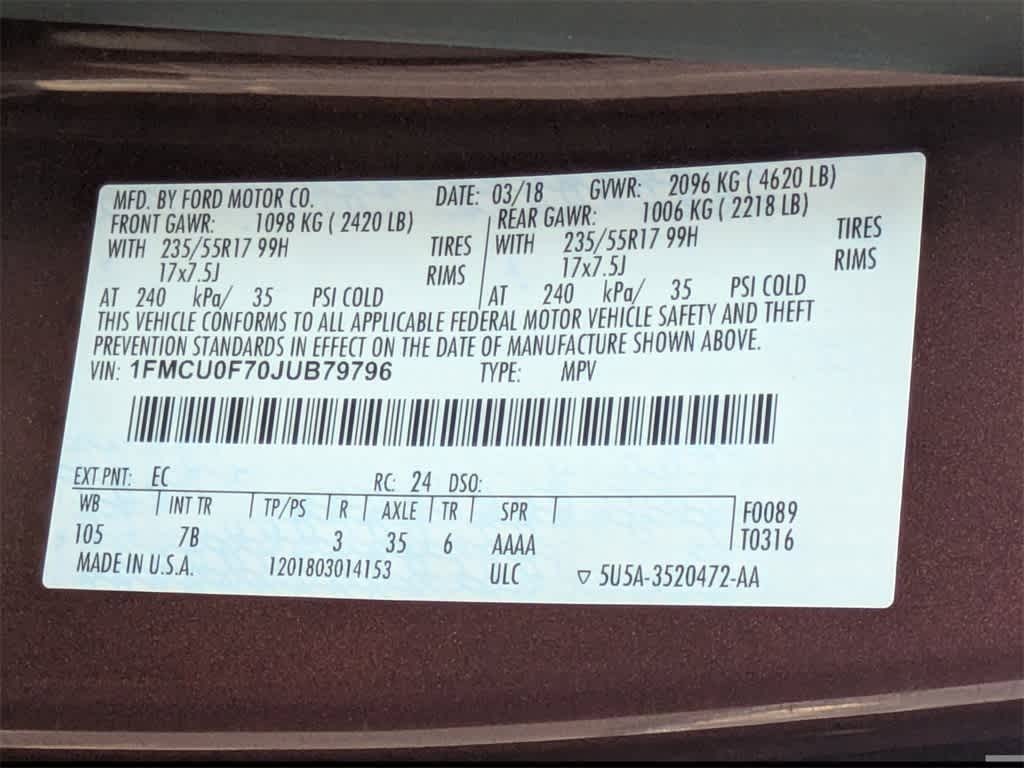 MFD. BY FORD MOTOR CO. DATE: 03/18 GVWR: 2096 KG ( 4620 LB)
FRONT GAWR: 1098 KG ( 2420 LB) REAR GAWR: 1006 KG ( 2218 LB)
WITH 235/55R17 99H TIRES WITH 235/55R17 99H TIRES
17x7.5J RIMS 17x7.5J RIMS
AT 240 kPa/ 35 PSI COLD AT 240 kPa/ 35 PSI COLD
THIS VEHICLE CONFORMS TO ALL APPLICABLE FEDERAL MOTOR VEHICLE SAFETY AND THEFT
PREVENTION STANDARDS IN EFFECT ON THE DATE OF MANUFACTURE SHOWN ABOVE.
VIN: 1FMCU0F70JUB79796 TYPE: MPV
EXT PNT: EC RC: 24 DSO:
WB INT TR TP/PS R AXLE TR SPR F0089
105 7B 3 35 6 AAAA T0316
MADE IN U.S.A. 1201803014153 ULC ▽ 5U5A-3520472-AA